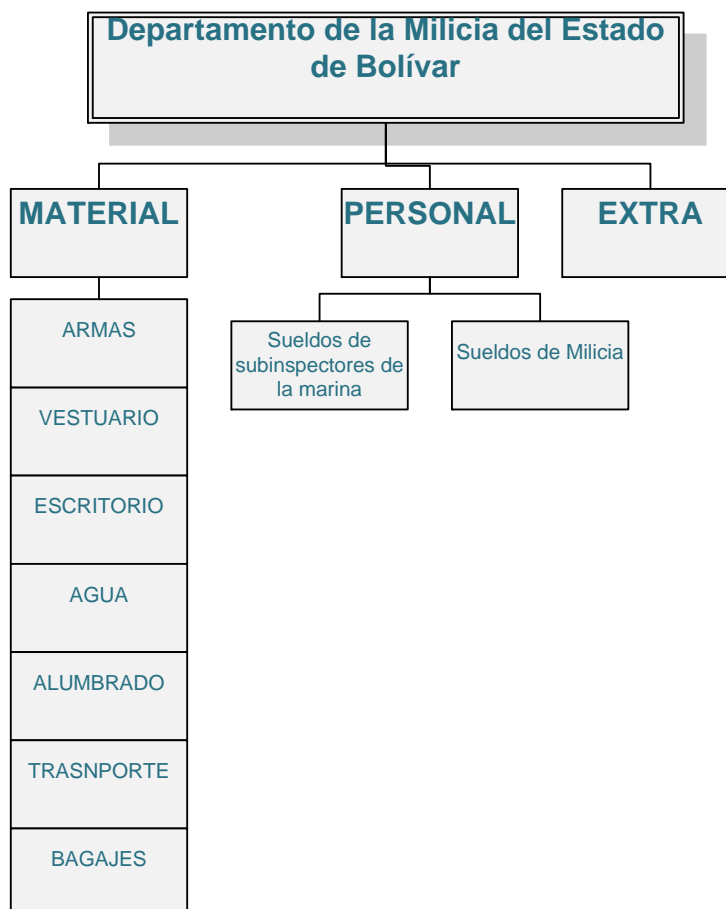 Departamento de la Milicia del Estado
de Bolívar
MATERIAL
PERSONAL
EXTRA
ARMAS
VESTUARIO
ESCRITORIO
AGUA
ALUMBRADO
TRASNPORTE
BAGAJES
Sueldos de
subinspectores de
la marina
Sueldos de Milicia